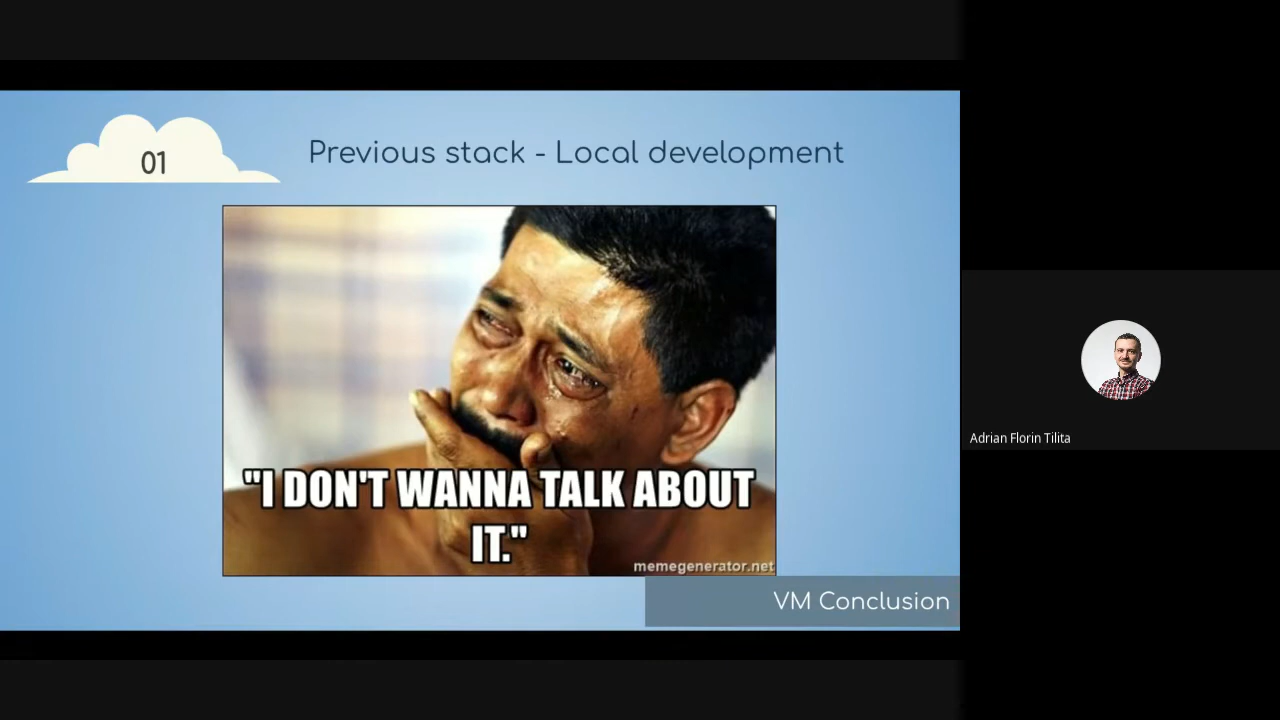 01
Previous stack - Local development
"I DON'T WANNA TALK ABOUT
IT."
memegenerator.net
VM Conclusion
Adrian Florin Tilita